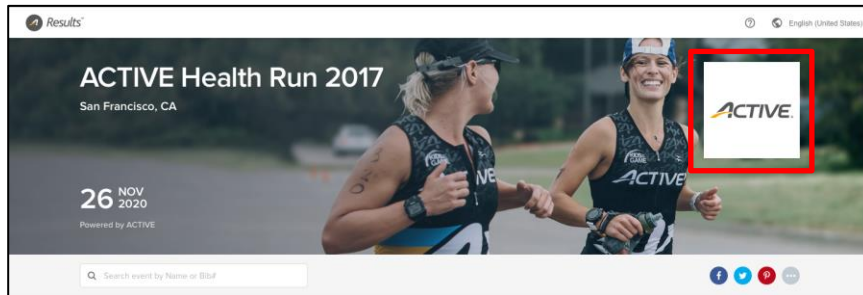 Results
English (United States)
ACTIVE Health Run 2017
San Francisco, CA
ACTIVE
26 NOV
2020
Powered by ACTIVE
ACTIVE
Search event by Name or Bib#